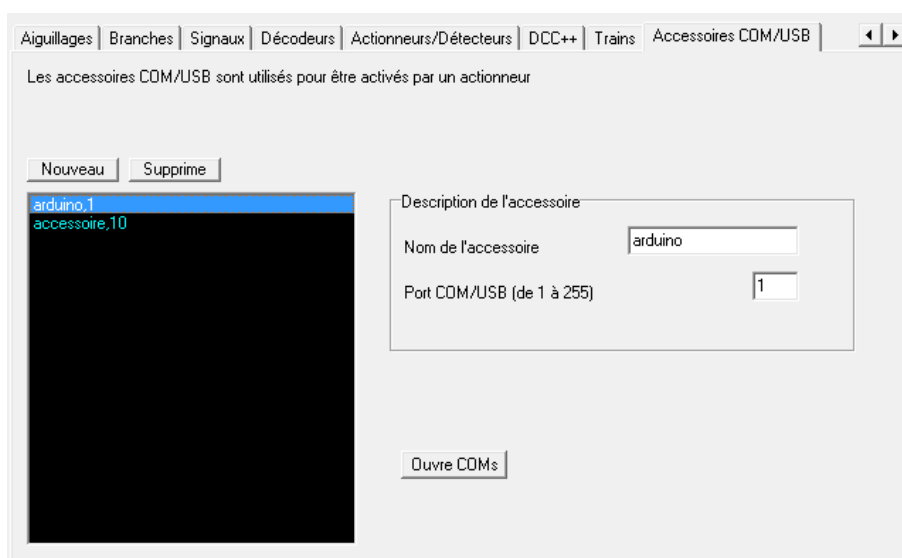 Aiguillages Branches Signaux Décodeurs Actionneurs/Détecteurs DCC++ Trains Accessoires COM/USB
Les accessoires COM/USB sont utilisés pour être activés par un actionneur
Nouveau Supprime
arduino,1
accessoire,10
Description de l'accessoire
Nom de l'accessoire arduino
Port COM/USB (de 1 à 255) 1
Ouvre COMs